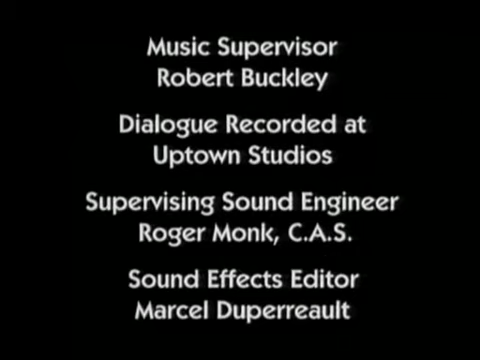 Music Supervisor
Robert Buckley
Dialogue Recorded at
Uptown Studios
Supervising Sound Engineer
Roger Monk, C.A.S.
Sound Effects Editor
Marcel Duperreault